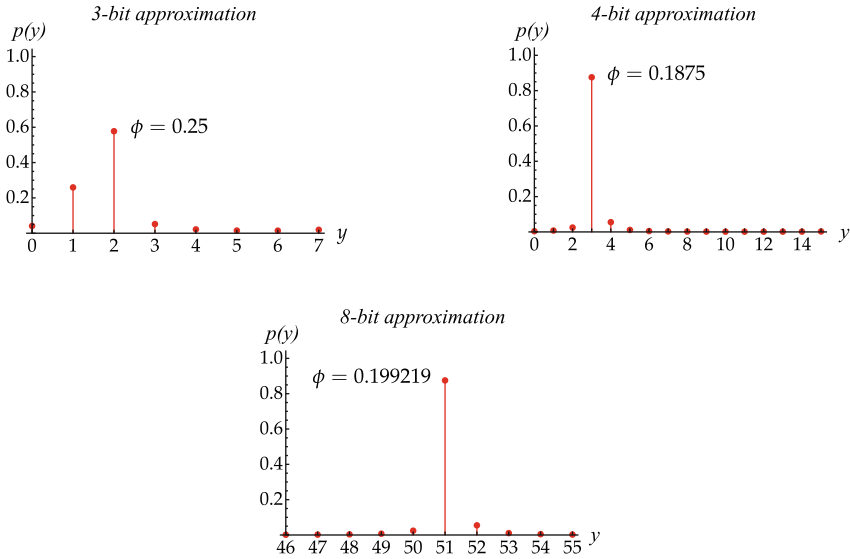 3-bit approximation
p(y)
1.0
0.8
0.6
0.4
0.2
ϕ = 0.25
0 1 2 3 4 5 6 7 y
4-bit approximation
p(y)
1.0
0.8
0.6
0.4
0.2
ϕ = 0.1875
0 2 4 6 8 10 12 14 y
8-bit approximation
p(y)
1.0
0.8
0.6
0.4
0.2
ϕ = 0.199219
46 47 48 49 50 51 52 53 54 55 y